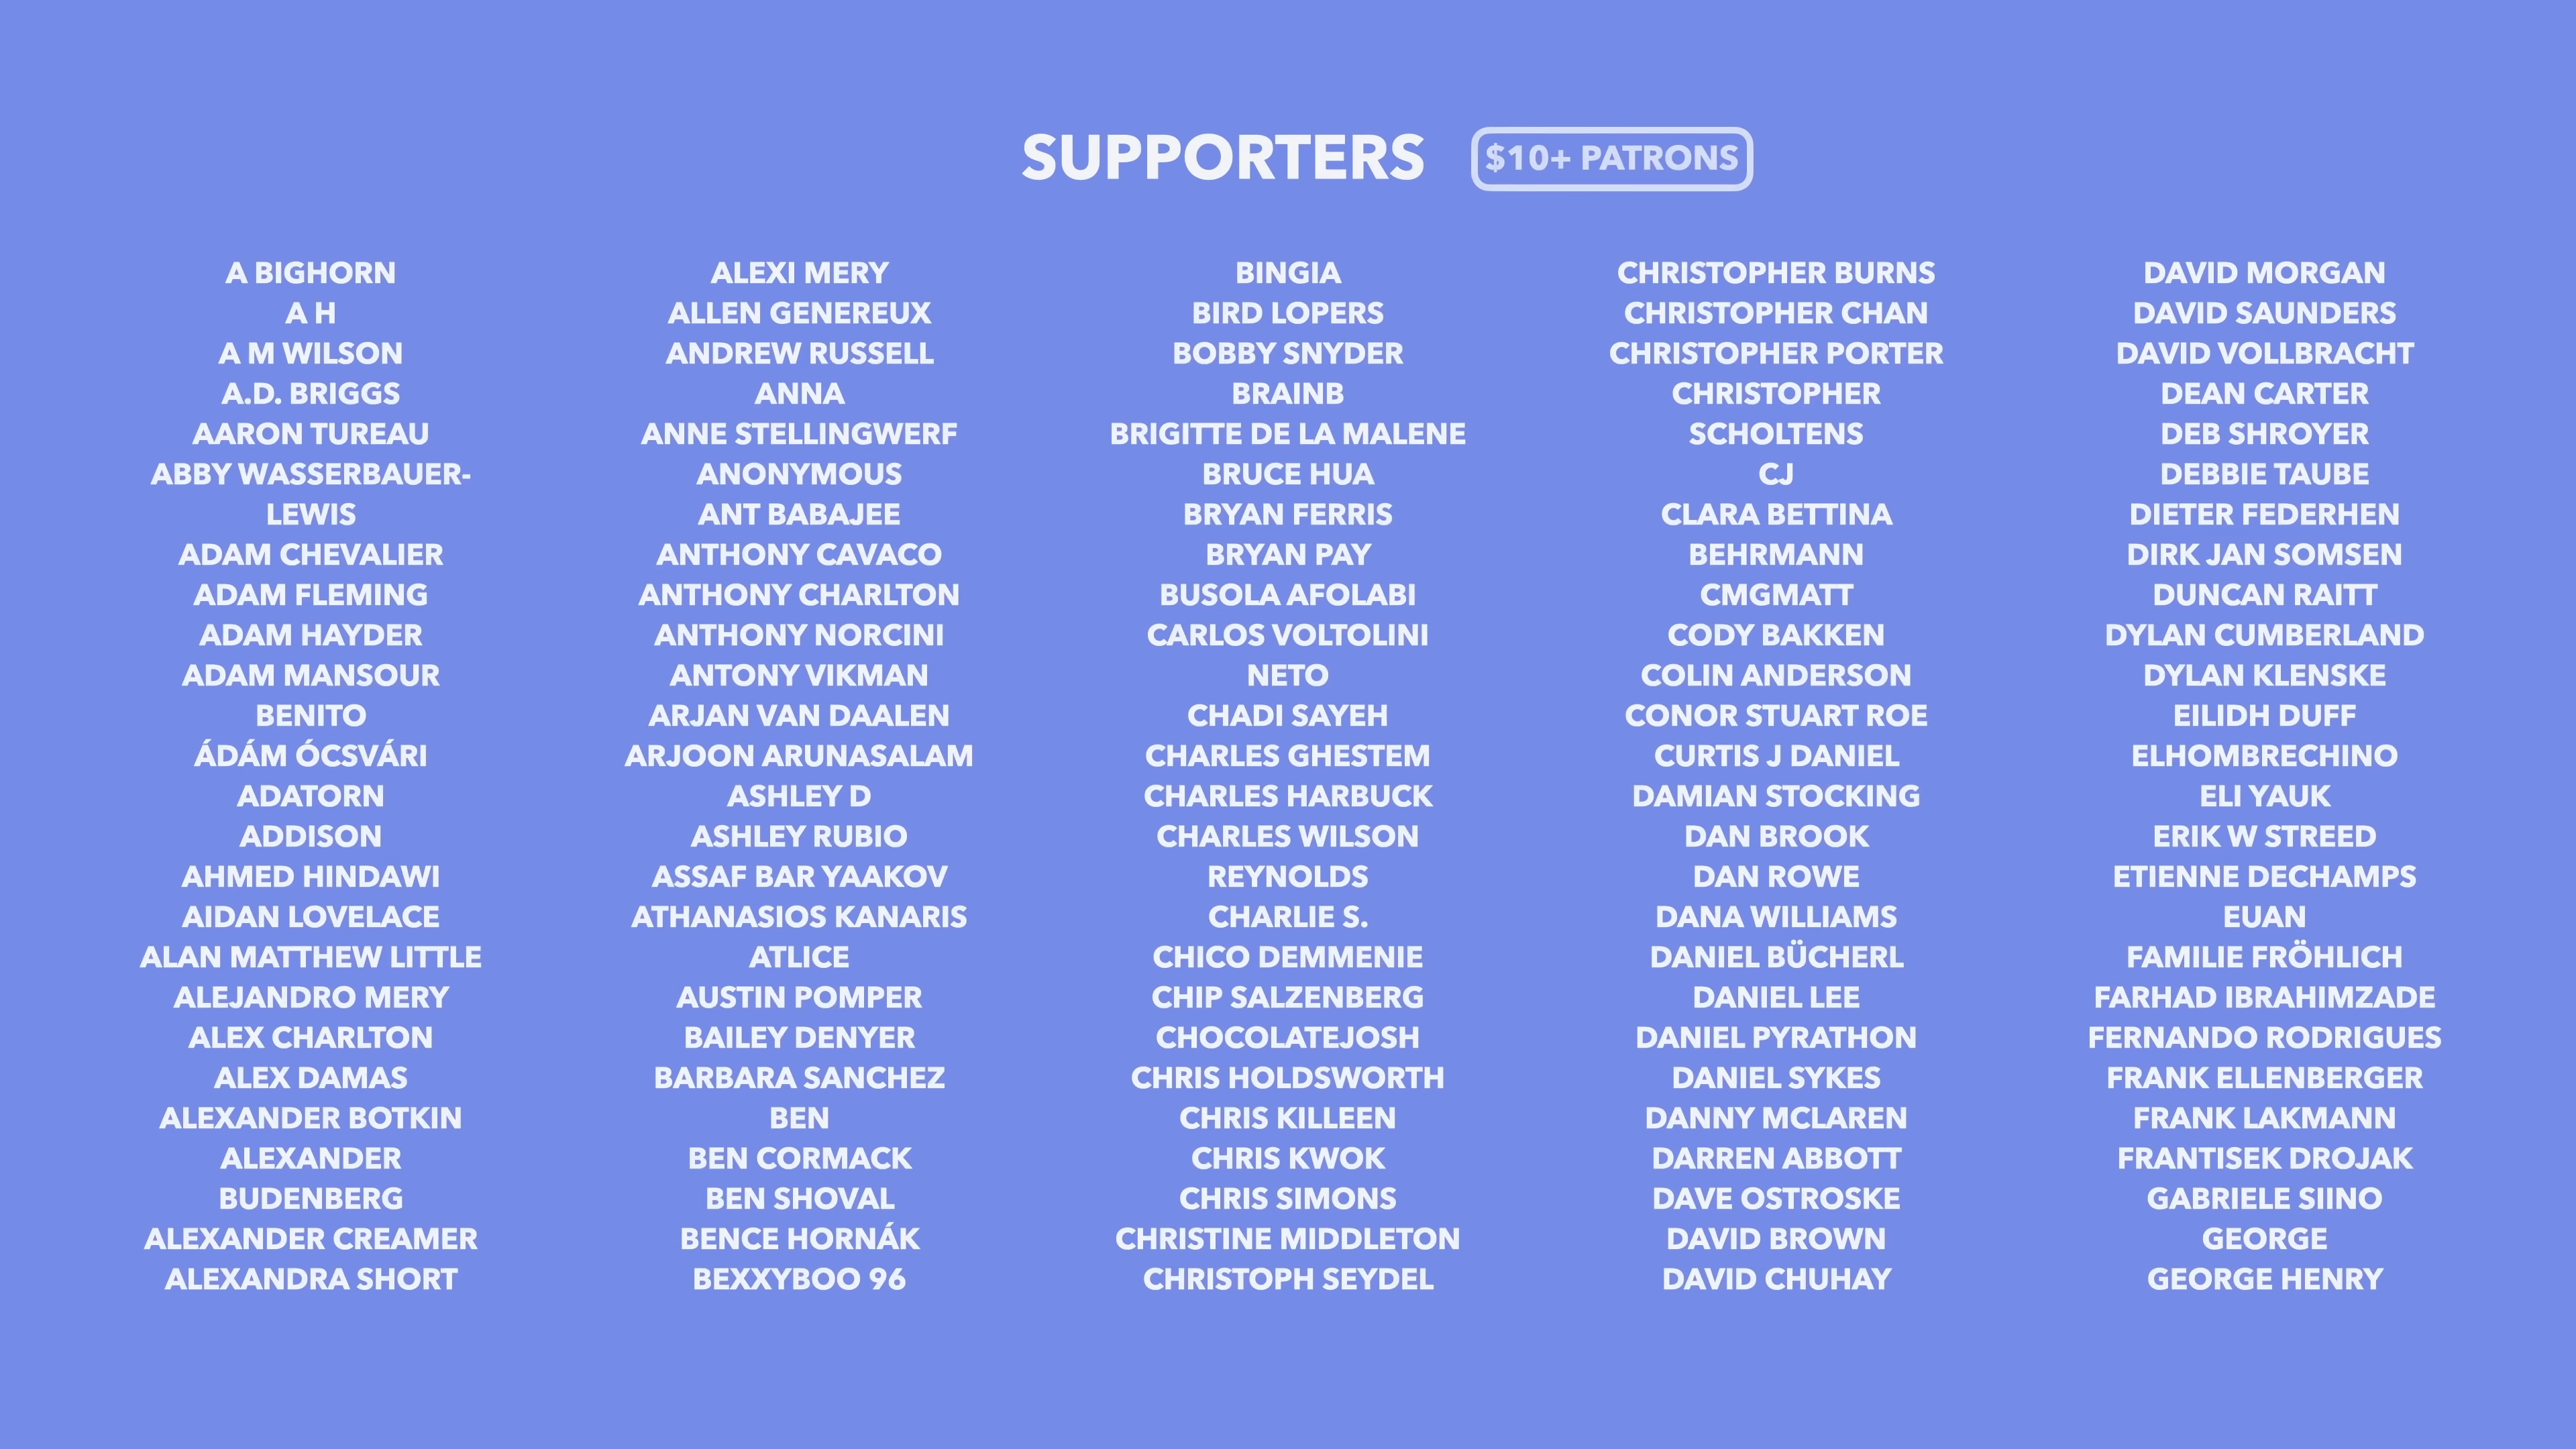 SUPPORTERS $10+ PATRONS
A BIGHORN
A H
A M WILSON
A.D. BRIGGS
AARON TUREAU
ABBY WASSERBAUER-
LEWIS
ADAM CHEVALIER
ADAM FLEMING
ADAM HAYDER
ADAM MANSOUR
BENITO
ÁDÁM ÓCSVÁRI
ADATORN
ADDISON
AHMED HINDAWI
AIDAN LOVELACE
ALAN MATTHEW LITTLE
ALEJANDRO MERY
ALEX CHARLTON
ALEX DAMAS
ALEXANDER BOTKIN
ALEXANDER
BUDENBERG
ALEXANDER CREAMER
ALEXANDRA SHORT
ALEXI MERY
ALLEN GENEREUX
ANDREW RUSSELL
ANNA
ANNE STELLINGWERF
ANONYMOUS
ANT BABAJEE
ANTHONY CAVACO
ANTHONY CHARLTON
ANTHONY NORCINI
ANTONY VIKMAN
ARJAN VAN DAALEN
ARJOON ARUNASALAM
ASHLEY D
ASHLEY RUBIO
ASSAF BAR YAAKOV
ATHANASIOS KANARIS
ATLICE
AUSTIN POMPER
BAILEY DENYER
BARBARA SANCHEZ
BEN
BEN CORMACK
BEN SHOVAL
BENCE HORNÁK
BEXXYBOO 96
BINGIA
BIRD LOPERS
BOBBY SNYDER
BRAINB
BRIGITTE DE LA MALENE
BRUCE HUA
BRYAN FERRIS
BRYAN PAY
BUSOLA AFOLABI
CARLOS VOLTOLINI
NETO
CHADI SAYEH
CHARLES GHESTEM
CHARLES HARBUCK
CHARLES WILSON
REYNOLDS
CHARLIE S.
CHICO DEMMENIE
CHIP SALZENBERG
CHOCOLATEJOSH
CHRIS HOLDSWORTH
CHRIS KILLEEN
CHRIS KWOK
CHRIS SIMONS
CHRISTINE MIDDLETON
CHRISTOPH SEYDEL
CHRISTOPHER BURNS
CHRISTOPHER CHAN
CHRISTOPHER PORTER
CHRISTOPHER
SCHOLTENS
CJ
CLARA BETTINA
BEHRMANN
CMGMATT
CODY BAKKEN
COLIN ANDERSON
CONOR STUART ROE
CURTIS J DANIEL
DAMIAN STOCKING
DAN BROOK
DAN ROWE
DANA WILLIAMS
DANIEL BÜCHERL
DANIEL LEE
DANIEL PYRATHON
DANIEL SYKES
DANNY MCLAREN
DARREN ABBOTT
DAVE OSTROSKE
DAVID BROWN
DAVID CHUHAY
DAVID MORGAN
DAVID SAUNDERS
DAVID VOLLBRACHT
DEAN CARTER
DEB SHROYER
DEBBIE TAUBE
DIETER FEDERHEN
DIRK JAN SOMSEN
DUNCAN RAITT
DYLAN CUMBERLAND
DYLAN KLENSKE
EILIDH DUFF
ELHOMBRECHINO
ELI YAUK
ERIK W STREED
ETIENNE DECHAMPS
EUAN
FAMILIE FRÖHLICH
FARHAD IBRAHIMZADE
FERNANDO RODRIGUES
FRANK ELLENBERGER
FRANK LAKMANN
FRANTISEK DROJAK
GABRIELE SIINO
GEORGE
GEORGE HENRY